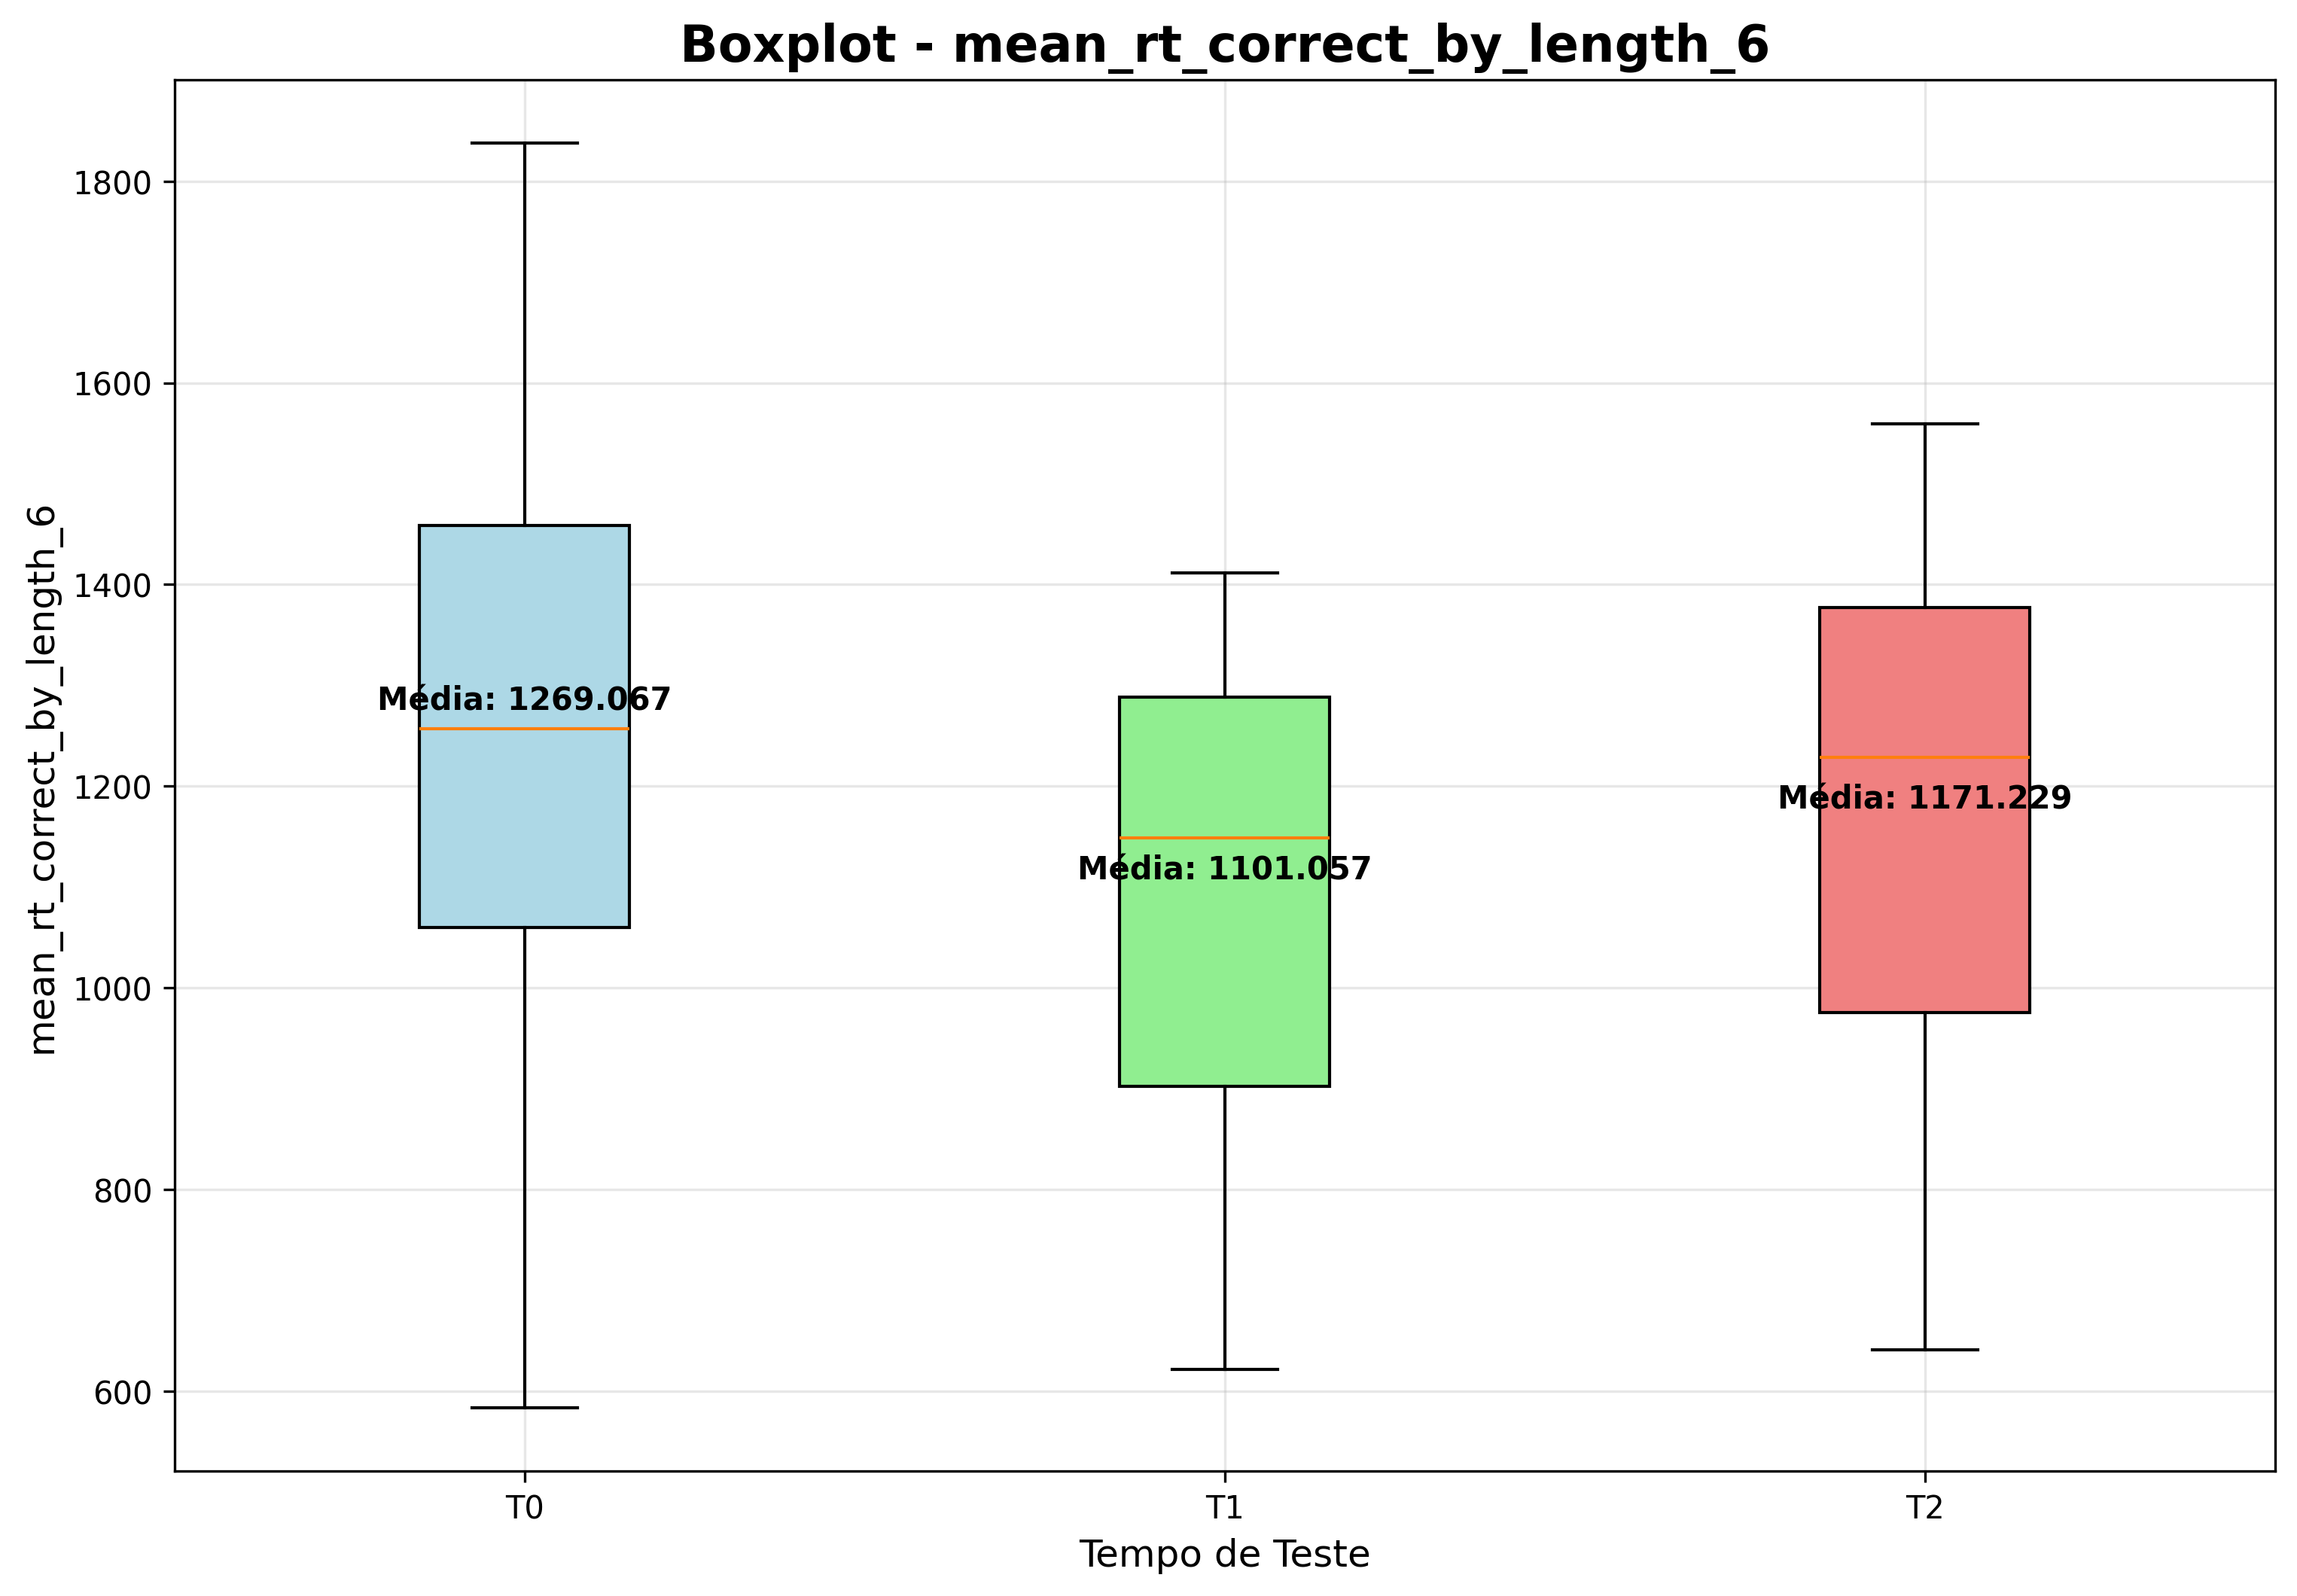 Boxplot - mean_rt_correct_by_length_6
mean_rt_correct_by_length_6
1800
1600
1400
1200
1000
800
600
Média: 1269.067
Média: 1101.057
Média: 1171.229
T0
T1
T2
Tempo de Teste